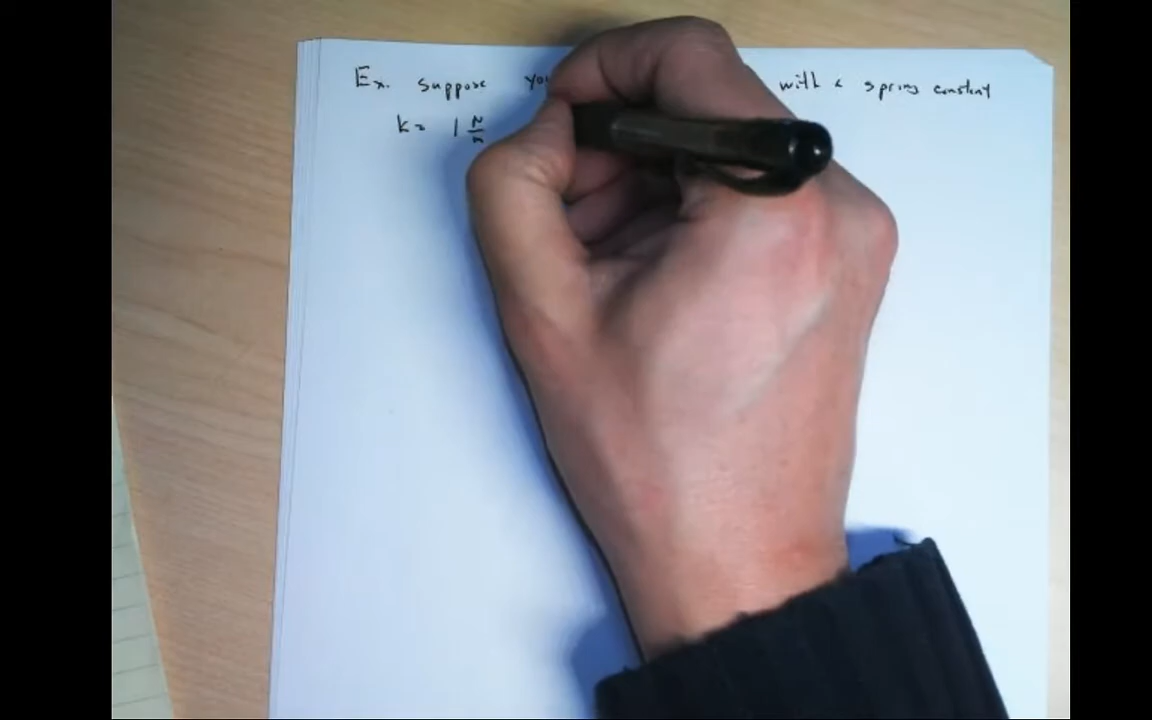 Ex. Suppose you with a spring constant
k = 1 N/m